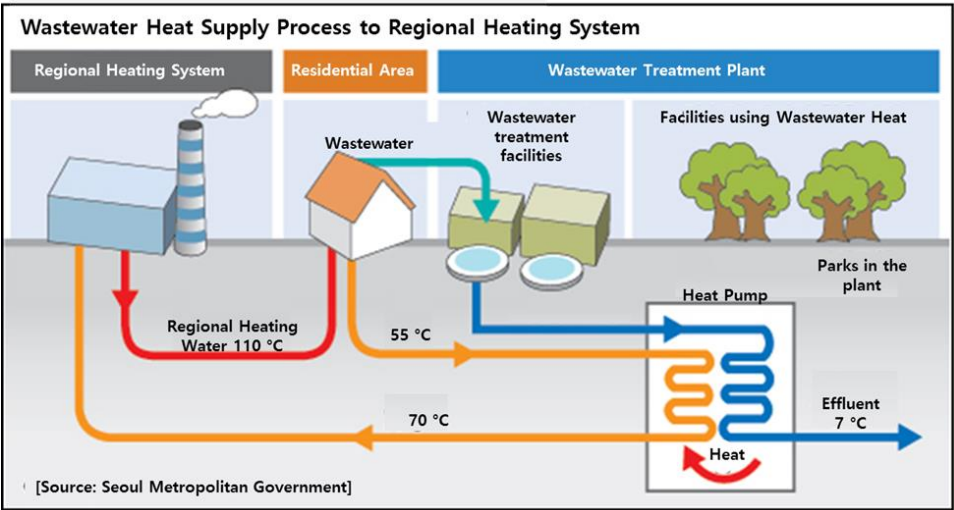 Wastewater Heat Supply Process to Regional Heating System
Regional Heating System
Residential Area
Wastewater Treatment Plant
Wastewater
Wastewater
treatment
facilities
Facilities using Wastewater Heat
Parks in the
plant
Heat Pump
Regional Heating
Water 110 °C
55 °C
70 °C
Effluent
7 °C
Heat
[Source: Seoul Metropolitan Government]